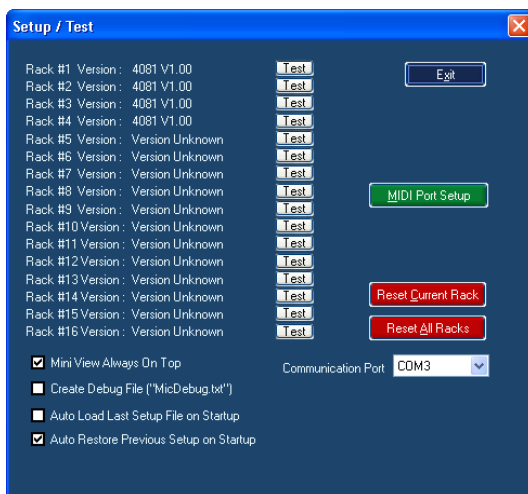 Setup / Test
Rack #1 Version : 4081 V1.00 Test
Rack #2 Version : 4081 V1.00 Test
Rack #3 Version : 4081 V1.00 Test
Rack #4 Version : 4081 V1.00 Test
Rack #5 Version : Version Unknown Test
Rack #6 Version : Version Unknown Test
Rack #7 Version : Version Unknown Test
Rack #8 Version : Version Unknown Test
Rack #9 Version : Version Unknown Test
Rack #10 Version : Version Unknown Test
Rack #11 Version : Version Unknown Test
Rack #12 Version : Version Unknown Test
Rack #13 Version : Version Unknown Test
Rack #14 Version : Version Unknown Test
Rack #15 Version : Version Unknown Test
Rack #16 Version : Version Unknown Test
Exit
MIDI Port Setup
Reset Current Rack
Reset All Racks
Communication Port COM3
Mini View Always On Top
Create Debug File ("MicDebug.txt")
Auto Load Last Setup File on Startup
Auto Restore Previous Setup on Startup